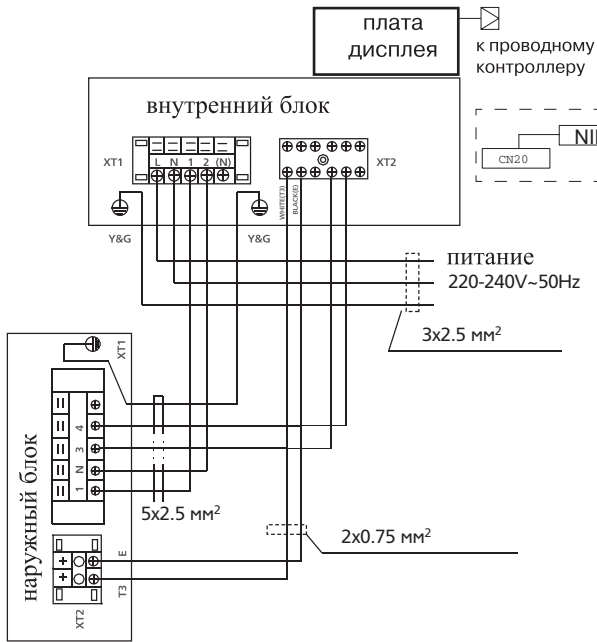 плата
дисплея
к проводному
контроллеру
внутренний блок
CN20
XT1
L N 1 2 (N)
XT2
WHITE(T3)
BLACK(E)
Y&G
Y&G
питание
220-240V~50Hz
3x2.5 мм²
XT1
наружный блок
4
3
N
1
5x2.5 мм²
2x0.75 мм²
E
T3
XT2